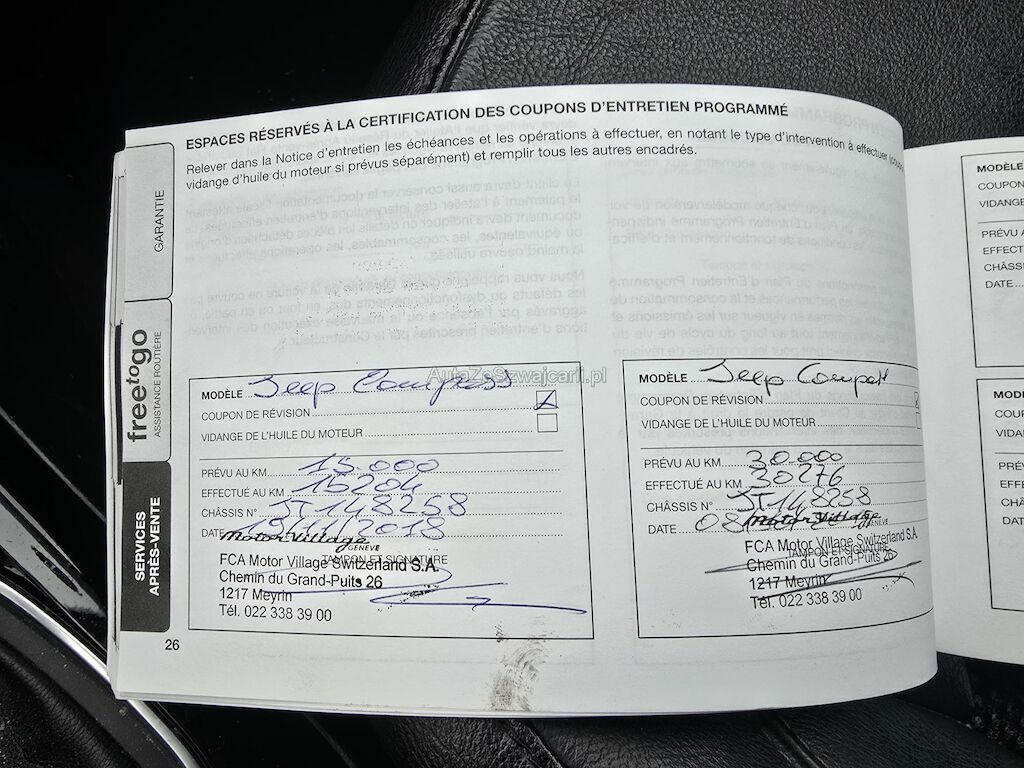 ESPACES RÉSERVÉS À LA CERTIFICATION DES COUPONS D'ENTRETIEN PROGRAMMÉ
Relever dans la Notice d'entretien les échéances et les opérations à effectuer, en notant le type d'intervention à effectuer
vidange d'huile du moteur si prévus séparément) et remplir tous les autres encadrés.
GARANTIE
freetogo
ASSISTANCE ROUTIÈRE
SERVICES
APRÈS-VENTE
AutaZeSzwajcarii.pl
MODÈLE Jeep Compass
COUPON DE RÉVISION
VIDANGE DE L'HUILE DU MOTEUR
PRÉVU AU KM 15.000
EFFECTUÉ AU KM 15204
CHÂSSIS N° JT148258
DATE 19/11/2018
Motor Village
GENÈVE
TAMPON ET SIGNATURE
FCA Motor Village Switzerland S.A.
Chemin du Grand-Puits 26
1217 Meyrin
Tél. 022 338 39 00
26
MODÈLE Jeep
COUPON DE RÉVISION
VIDANGE DE L'HUILE DU MOTEUR
PRÉVU AU KM 30.000
EFFECTUÉ AU KM 30276
CHÂSSIS N° JT148258
DATE 08/
Motor Village
GENÈVE
TAMPON ET SIGNATURE
FCA Motor Village Switzerland S.A.
Chemin du Grand-Puits 26
1217 Meyrin
Tél. 022 338 39 00
MODÈLE
COUPON
VIDANGE
PRÉVU A
EFFECT
CHÂSSI
DATE